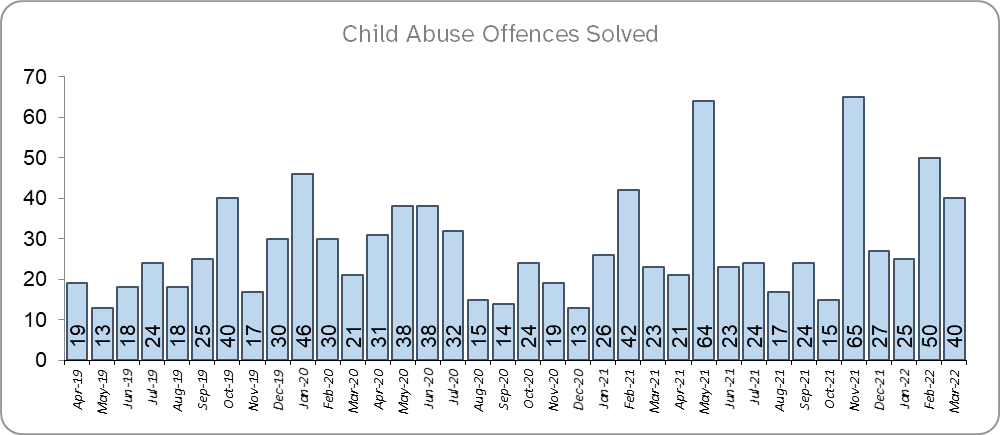 Child Abuse Offences Solved
70
60
50
40
30
20
10
0
19
13
18
24
18
25
40
17
30
46
30
21
31
38
38
32
15
14
24
19
13
26
42
23
21
64
23
24
17
24
15
65
27
25
50
40
Apr-19
May-19
Jun-19
Jul-19
Aug-19
Sep-19
Oct-19
Nov-19
Dec-19
Jan-20
Feb-20
Mar-20
Apr-20
May-20
Jun-20
Jul-20
Aug-20
Sep-20
Oct-20
Nov-20
Dec-20
Jan-21
Feb-21
Mar-21
Apr-21
May-21
Jun-21
Jul-21
Aug-21
Sep-21
Oct-21
Nov-21
Dec-21
Jan-22
Feb-22
Mar-22